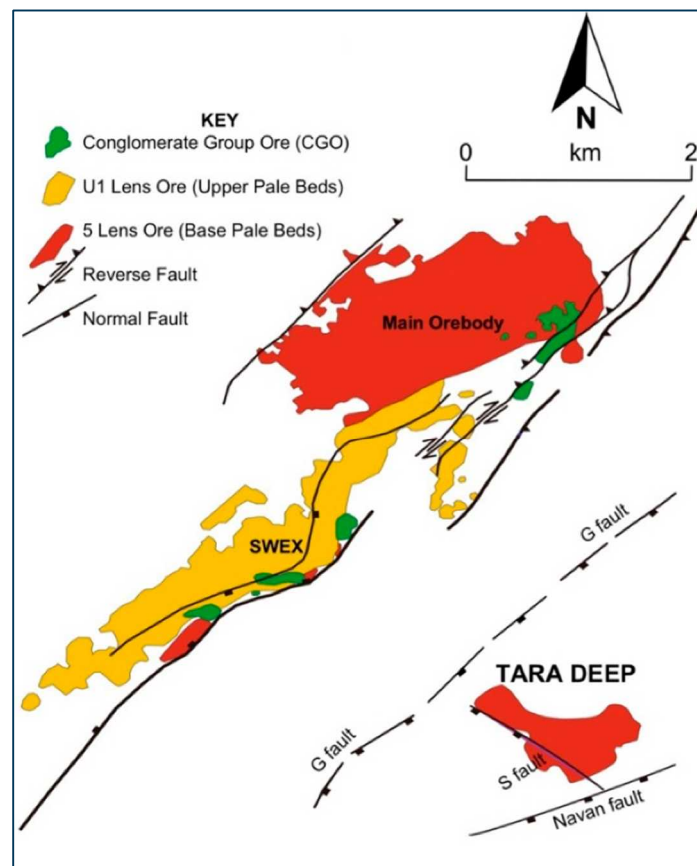 N
0
2
km
KEY
Conglomerate Group Ore (CGO)
U1 Lens Ore (Upper Pale Beds)
5 Lens Ore (Base Pale Beds)
Reverse Fault
Normal Fault
Main Orebody
SWEX
G fault
TARA DEEP
G fault
S fault
Navan fault